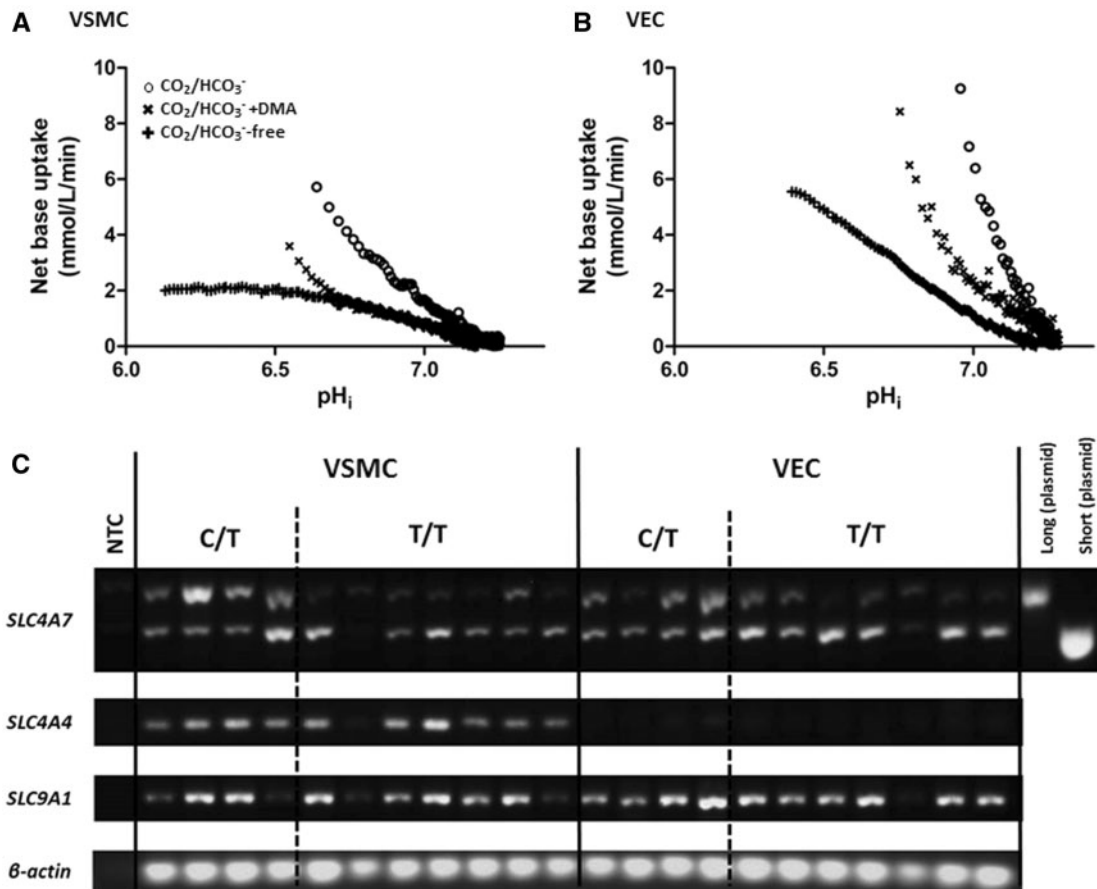 A VSMC
B VEC
10
8
6
4
2
0
Net base uptake
(mmol/L/min)
○ CO₂/HCO₃⁻
× CO₂/HCO₃⁻+DMA
+ CO₂/HCO₃⁻-free
6.0 6.5 7.0
pHᵢ
10
8
6
4
2
0
Net base uptake
(mmol/L/min)
6.0 6.5 7.0
pHᵢ
C
VSMC
VEC
NTC
C/T
T/T
C/T
T/T
Long (plasmid)
Short (plasmid)
SLC4A7
SLC4A4
SLC9A1
β-actin